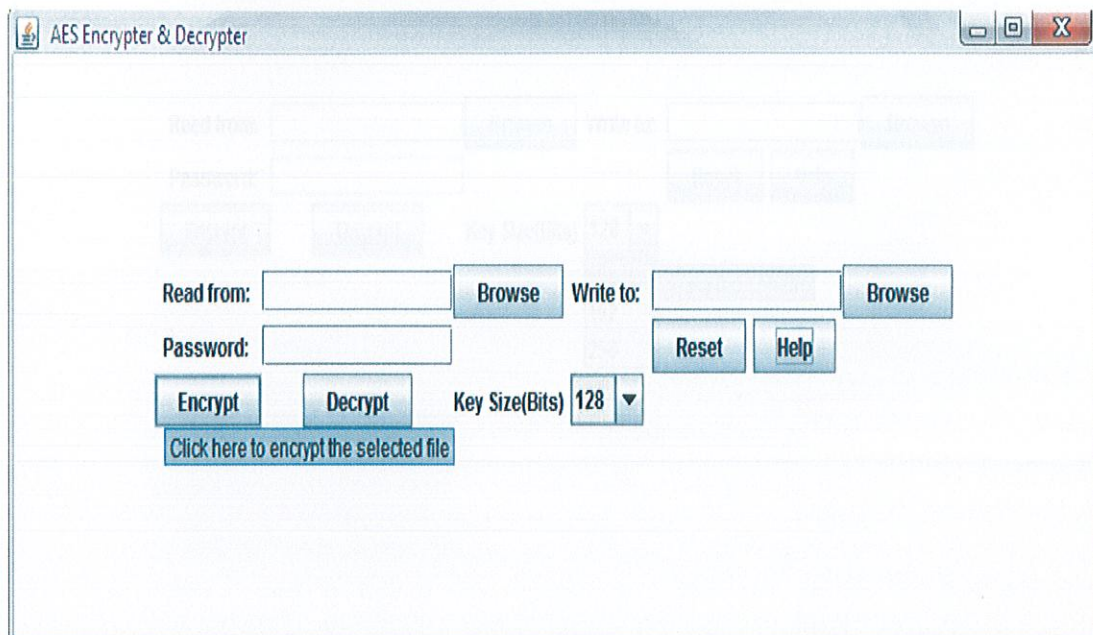 AES Encrypter & Decrypter
Read from: Browse Write to: Browse
Password: Reset Help
Encrypt Decrypt Key Size(Bits) 128
Click here to encrypt the selected file